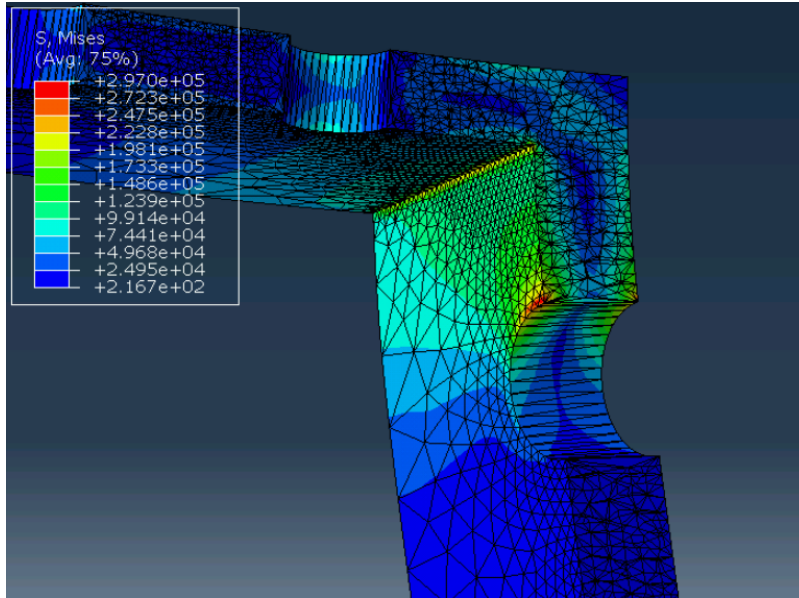 S, Mises
(Avg: 75%)
+2.970e+05
+2.723e+05
+2.475e+05
+2.228e+05
+1.981e+05
+1.733e+05
+1.486e+05
+1.239e+05
+9.914e+04
+7.441e+04
+4.968e+04
+2.495e+04
+2.167e+02